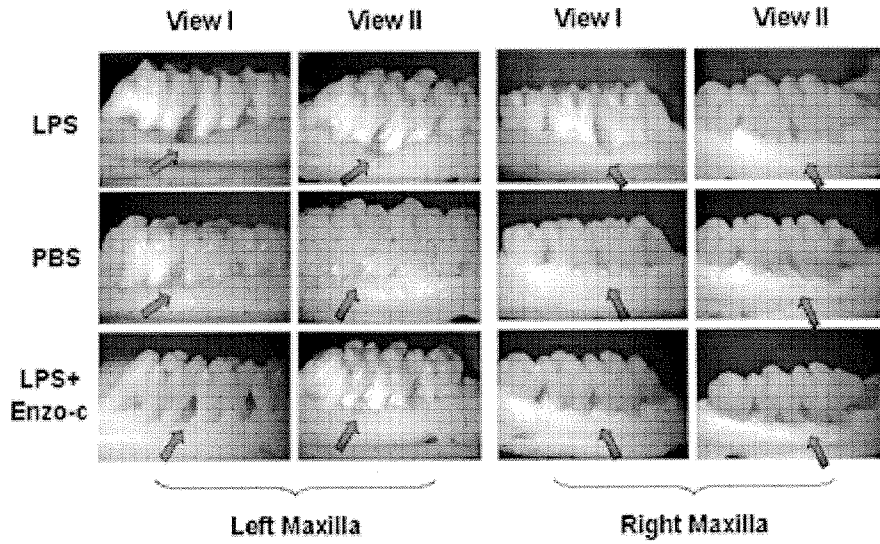 View I View II View I View II
LPS
PBS
LPS+
Enzo-c
Left Maxilla Right Maxilla